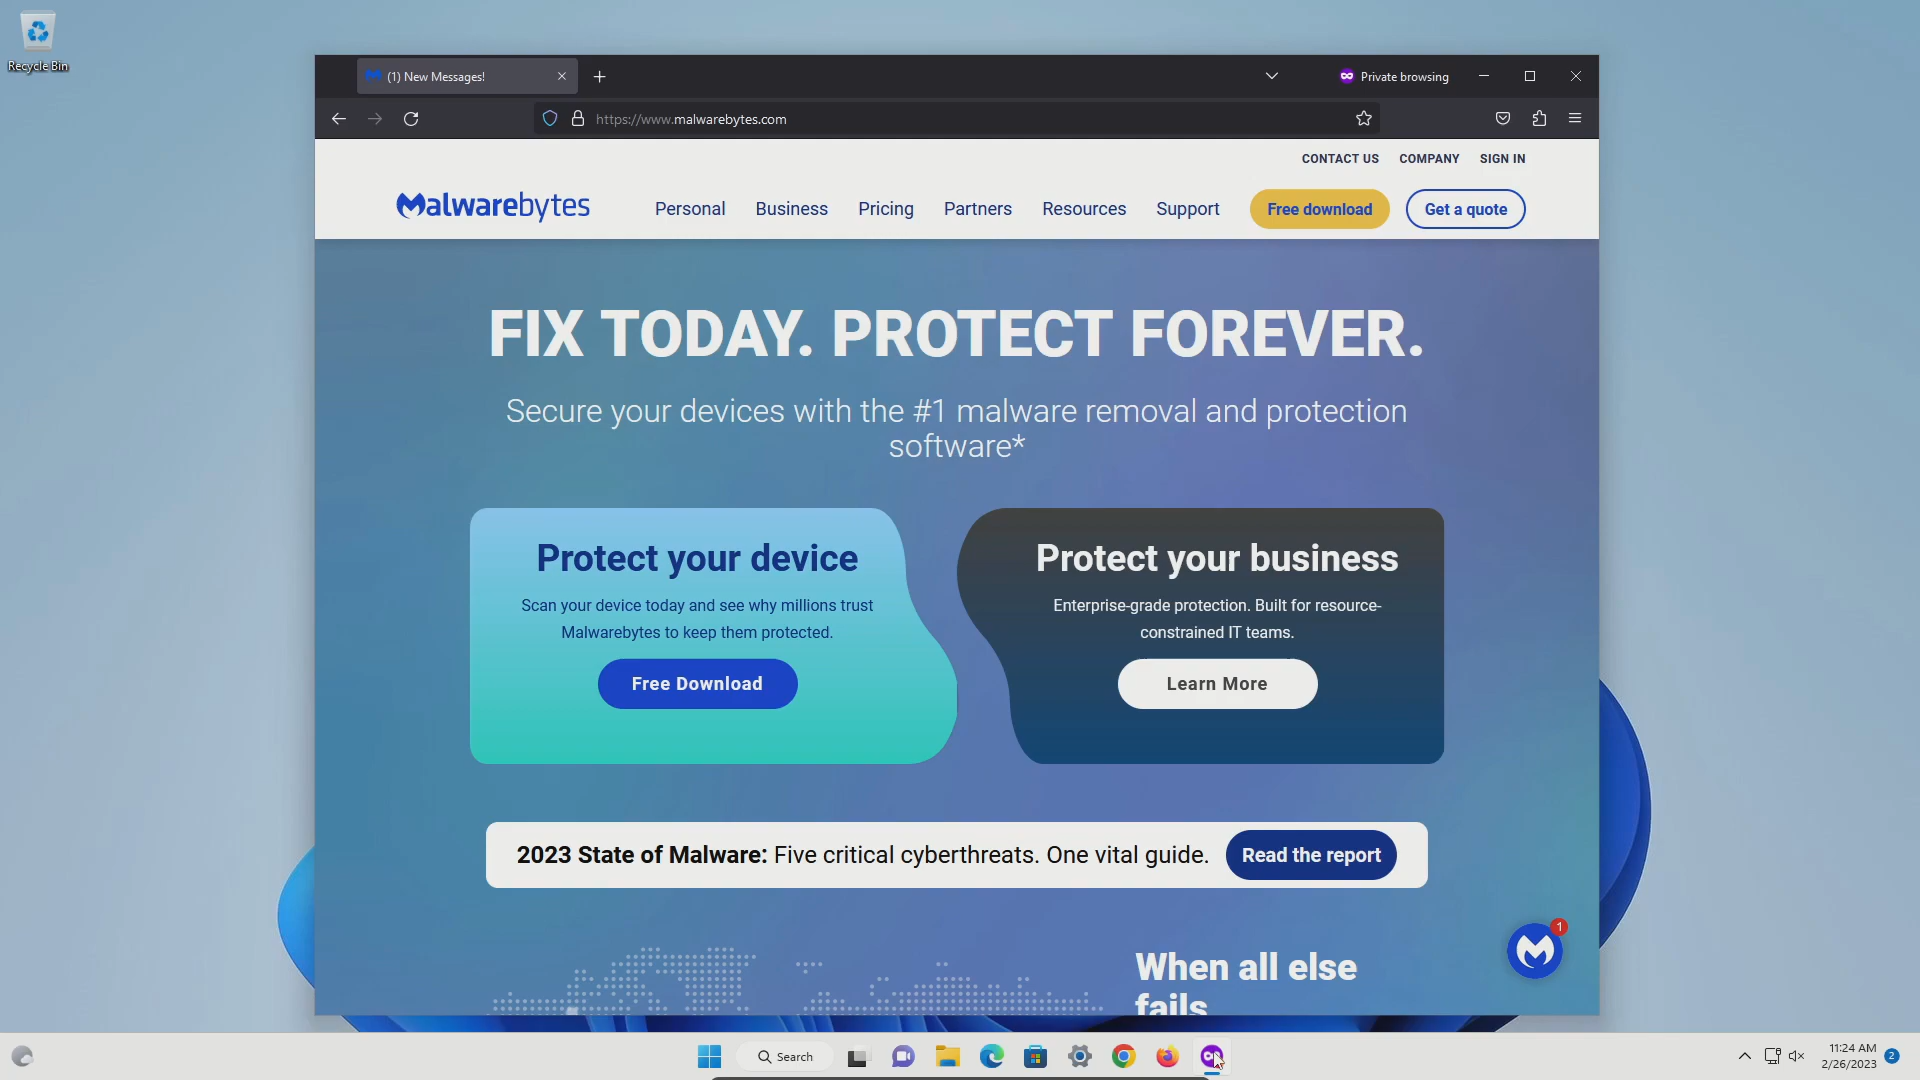 Recycle Bin
(1) New Messages!
Private browsing
https://www.malwarebytes.com
CONTACT US COMPANY SIGN IN
Malwarebytes Personal Business Pricing Partners Resources Support Free download Get a quote
FIX TODAY. PROTECT FOREVER.
Secure your devices with the #1 malware removal and protection
software*
Protect your device
Scan your device today and see why millions trust
Malwarebytes to keep them protected.
Free Download
Protect your business
Enterprise-grade protection. Built for resource-
constrained IT teams.
Learn More
2023 State of Malware: Five critical cyberthreats. One vital guide. Read the report
1
When all else
fails
Search
11:24 AM
2/26/2023
2